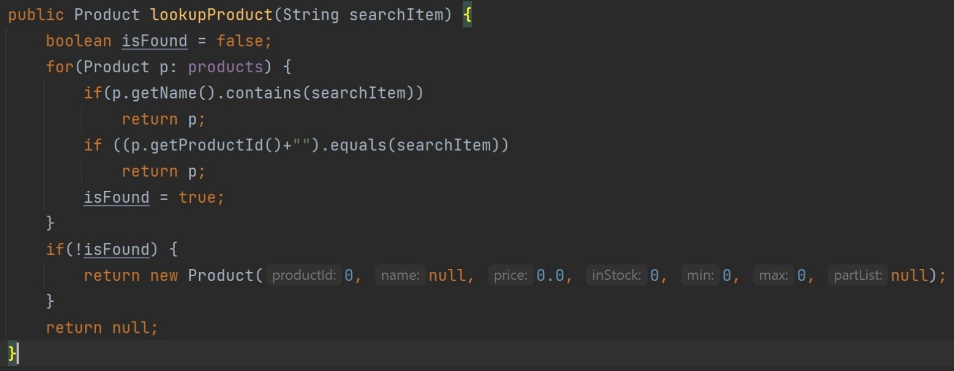 public Product lookupProduct(String searchItem) {
    boolean isFound = false;
    for(Product p: products) {
        if(p.getName().contains(searchItem))
            return p;
        if ((p.getProductId()+"").equals(searchItem))
            return p;
        isFound = true;
    }
    if(!isFound) {
        return new Product( productId: 0, name: null, price: 0.0, inStock: 0, min: 0, max: 0, partList: null);
    }
    return null;
}